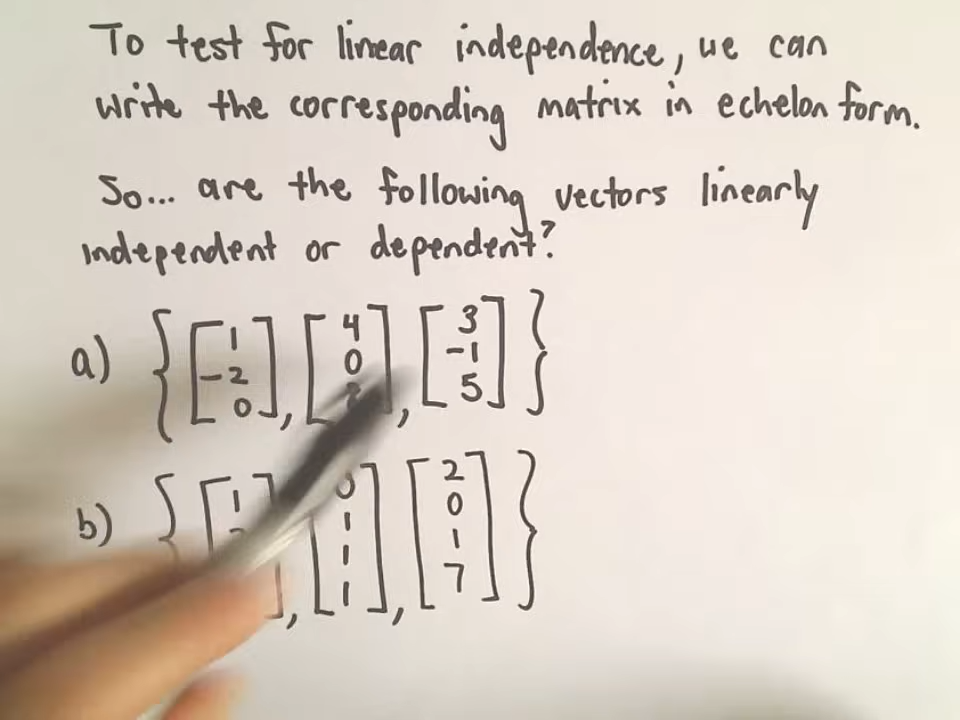 To test for linear independence, we can
write the corresponding matrix in echelon form.
So... are the following vectors linearly
independent or dependent?
a) { [ 1 -2 0 ], [ 4 0 ], [ 3 -1 5 ] }
b) { [ 1 ], [ 0 1 1 1 ], [ 2 0 1 7 ] }